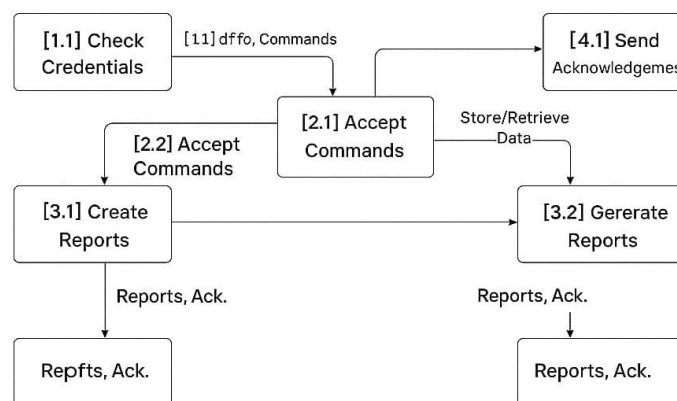 [1.1] Check
Credentials
[11] dffo, Commands
[4.1] Send
Acknowledgemes
[2.1] Accept
Commands
Store/Retrieve
Data
[2.2] Accept
Commands
[3.1] Create
Reports
[3.2] Gererate
Reports
Reports, Ack.
Reports, Ack.
Repfts, Ack.
Reports, Ack.